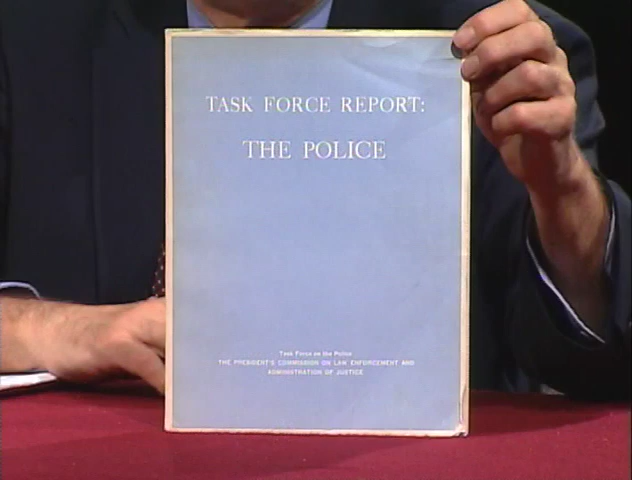 TASK FORCE REPORT:
THE POLICE
Task Force on the Police
THE PRESIDENT'S COMMISSION ON LAW ENFORCEMENT AND
ADMINISTRATION OF JUSTICE